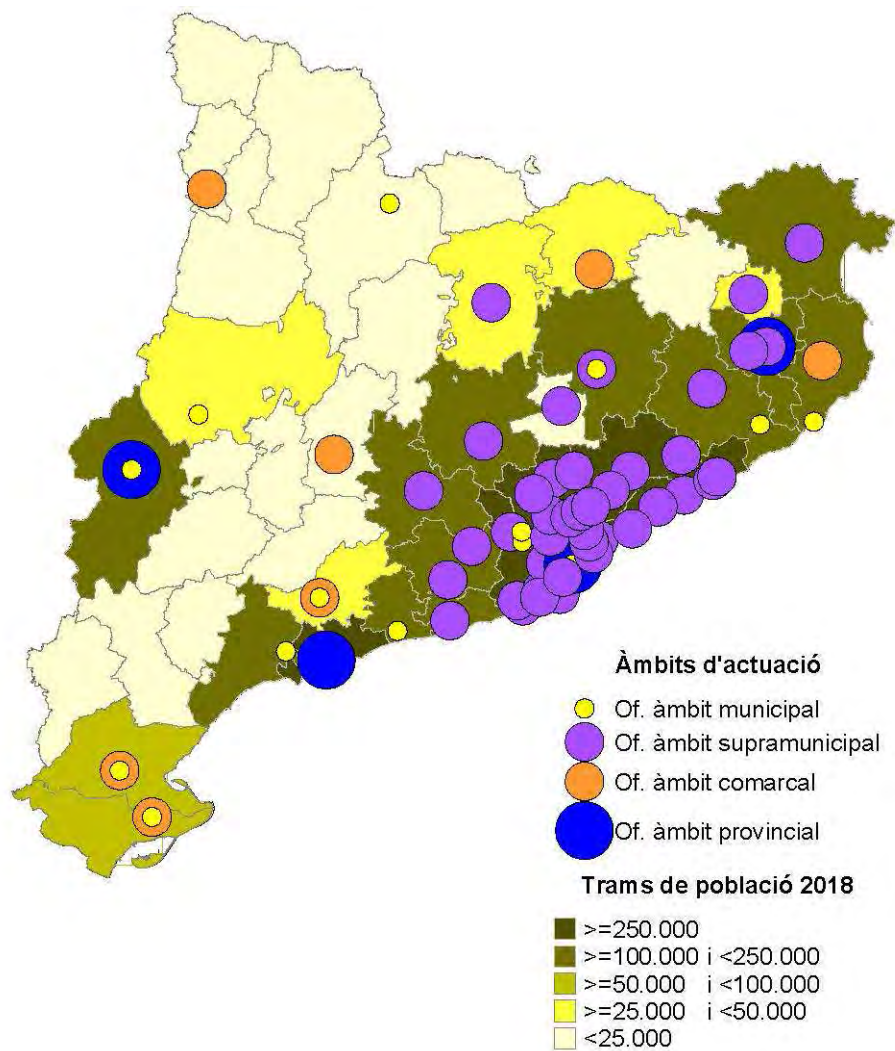 Àmbits d'actuació
Of. àmbit municipal
Of. àmbit supramunicipal
Of. àmbit comarcal
Of. àmbit provincial
Trams de població 2018
>=250.000
>=100.000 i <250.000
>=50.000 i <100.000
>=25.000 i <50.000
<25.000